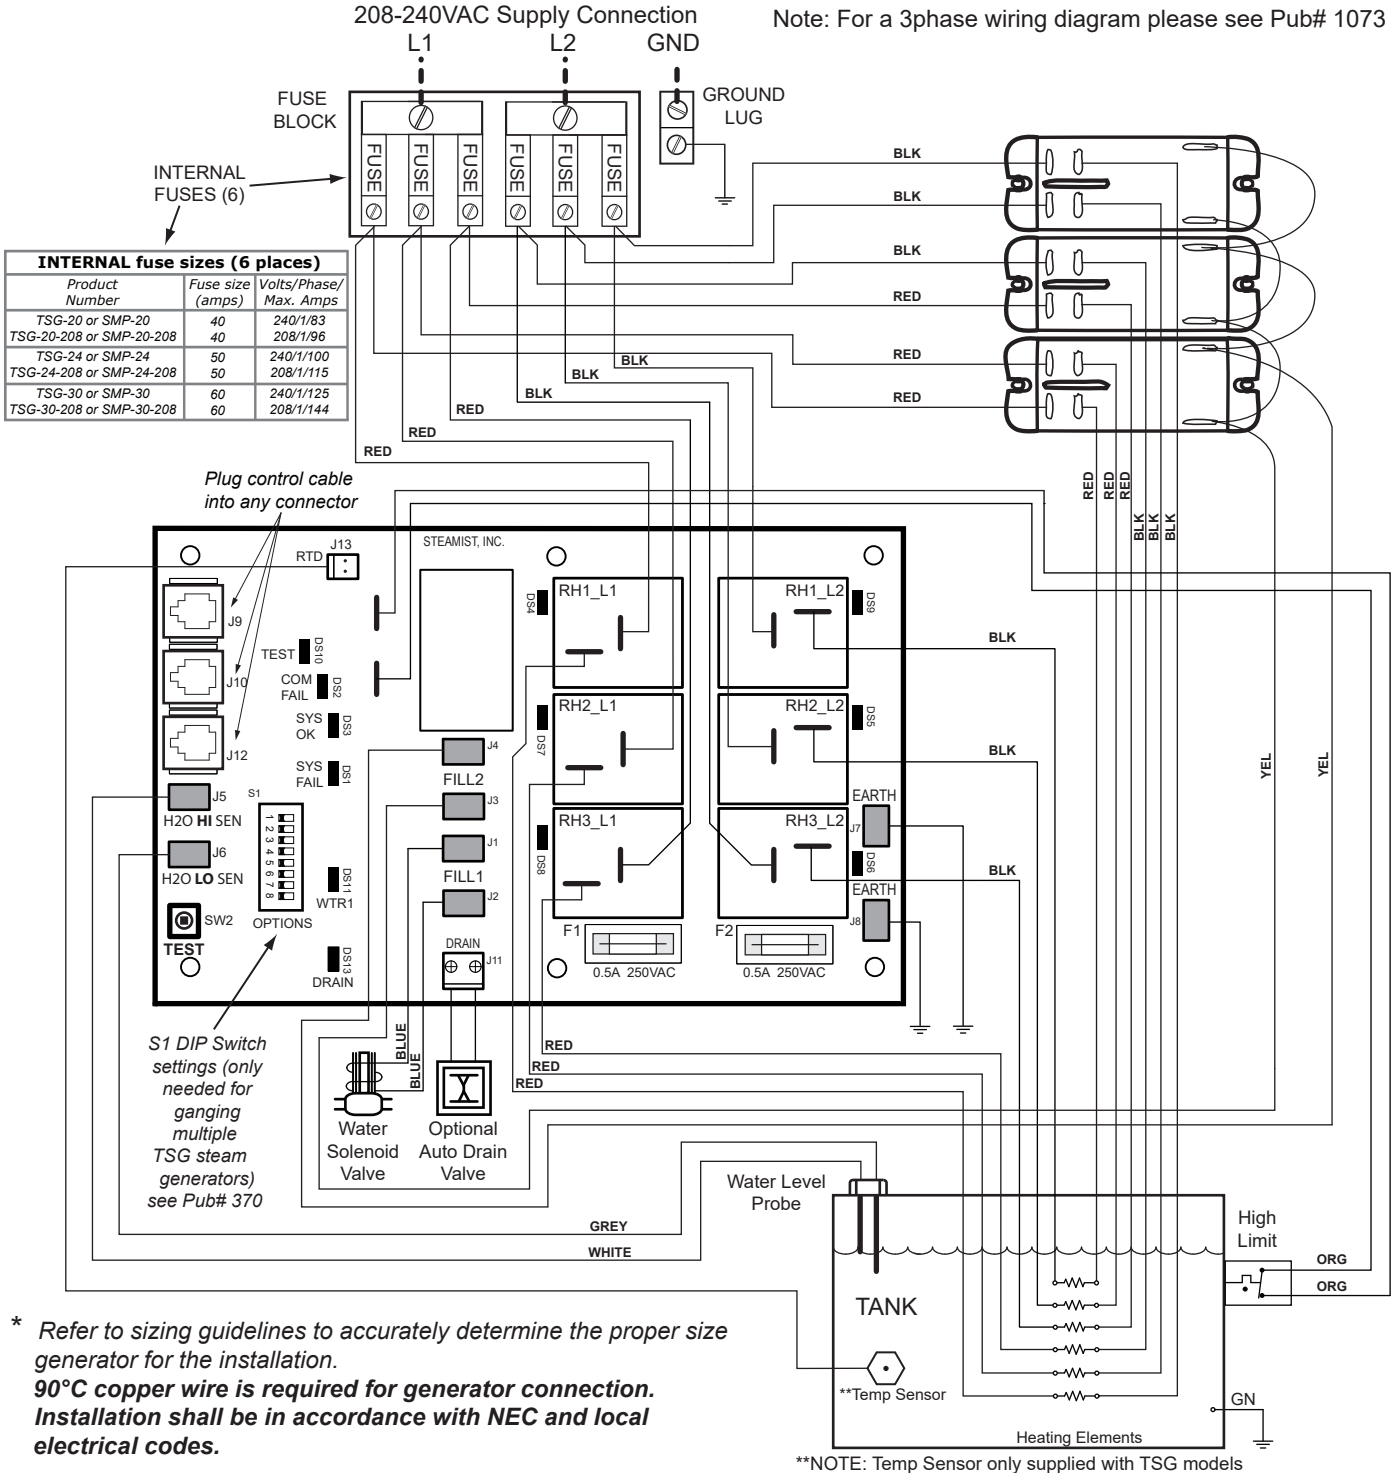 208-240VAC Supply Connection
Note: For a 3phase wiring diagram please see Pub# 1073
L1
L2
GND
FUSE
BLOCK
GROUND
LUG
FUSE
FUSE
FUSE
FUSE
FUSE
FUSE
INTERNAL
FUSES (6)
INTERNAL fuse sizes (6 places)
Product Number | Fuse size (amps) | Volts/Phase/ Max. Amps
TSG-20 or SMP-20 40 240/1/83
TSG-20-208 or SMP-20-208 40 208/1/96
TSG-24 or SMP-24 50 240/1/100
TSG-24-208 or SMP-24-208 50 208/1/115
TSG-30 or SMP-30 60 240/1/125
TSG-30-208 or SMP-30-208 60 208/1/144
BLK
BLK
BLK
RED
RED
RED
BLK
BLK
BLK
RED
RED
RED
RED
RED
RED
BLK
BLK
BLK
Plug control cable
into any connector
STEAMIST, INC.
J13
RTD
J9
J10
J12
TEST
DS10
COM
FAIL
DS2
SYS
OK
DS3
SYS
FAIL
DS1
J5
H2O HI SEN
J6
H2O LO SEN
SW2
TEST
S1
1
2
3
4
5
6
7
8
OPTIONS
DS11
WTR1
DS13
DRAIN
J4
FILL2
J3
J1
FILL1
J2
DRAIN
J11
DS4
RH1_L1
RH1_L2
DS9
DS7
RH2_L1
RH2_L2
DS5
DS8
RH3_L1
RH3_L2
DS6
EARTH
J7
EARTH
J8
F1
0.5A 250VAC
F2
0.5A 250VAC
BLK
BLK
BLK
YEL
YEL
S1 DIP Switch
settings (only
needed for
ganging
multiple
TSG steam
generators)
see Pub# 370
BLUE
BLUE
RED
RED
RED
Water
Solenoid
Valve
Optional
Auto Drain
Valve
GREY
WHITE
Water Level
Probe
High
Limit
ORG
ORG
TANK
**Temp Sensor
GN
Heating Elements
**NOTE: Temp Sensor only supplied with TSG models
* Refer to sizing guidelines to accurately determine the proper size
generator for the installation.
90°C copper wire is required for generator connection.
Installation shall be in accordance with NEC and local
electrical codes.